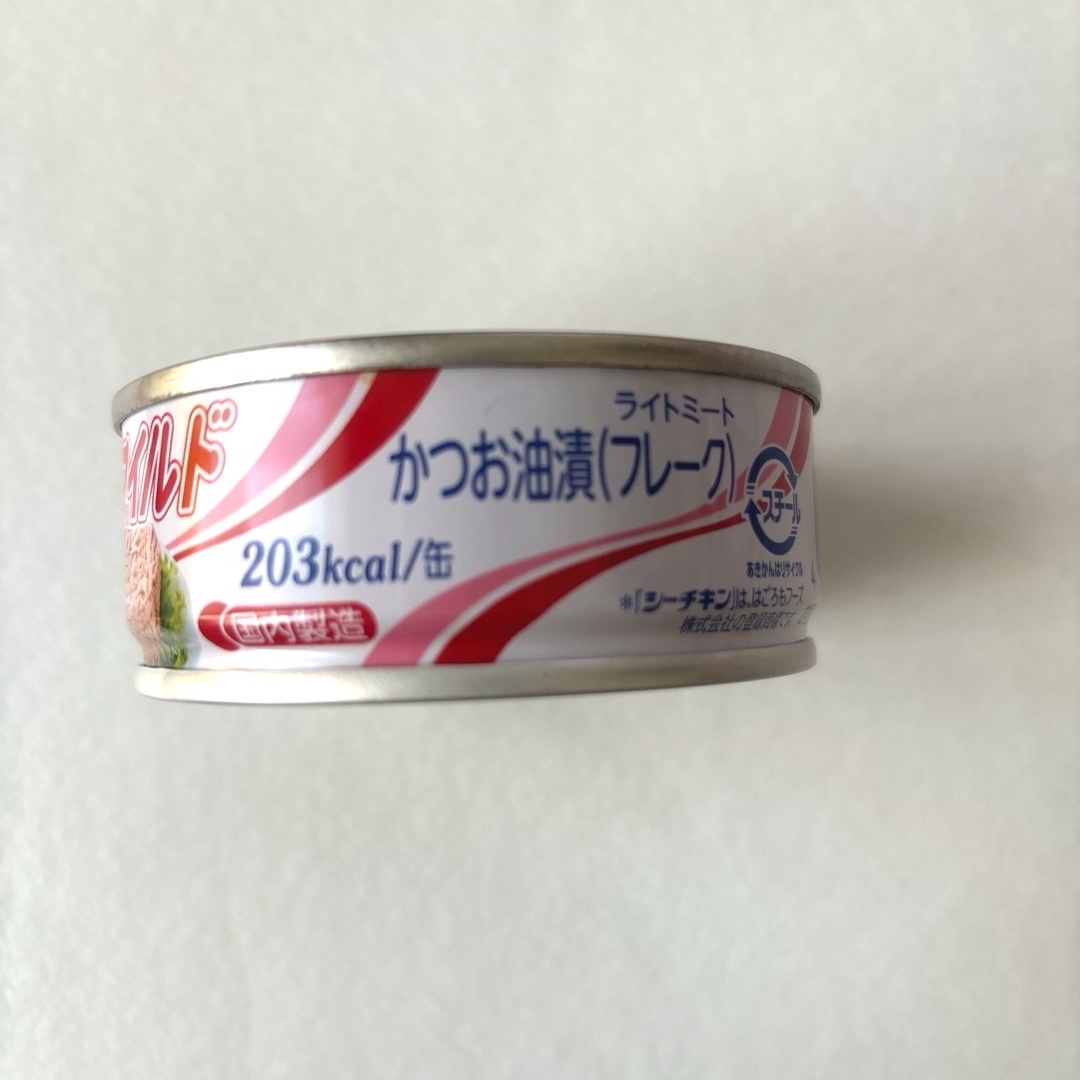 イルド
ライトミート
かつお油漬(フレーク)
203kcal/缶
国内製造
スチール
あきかんはリサイクル
*「シーチキン」は、はごろもフーズ
株式会社の登録商標です。